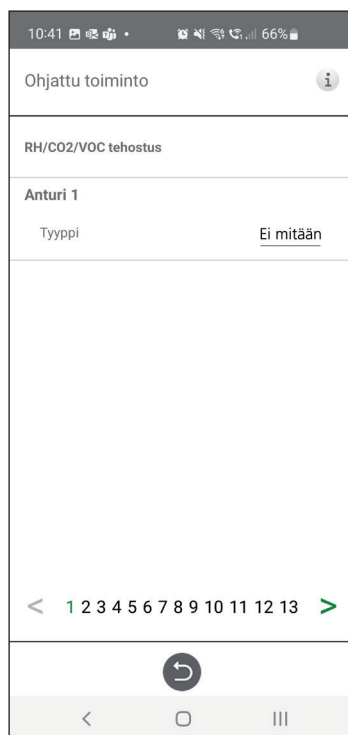 10:41 66%
Ohjattu toiminto i
RH/CO2/VOC tehostus
Anturi 1
Tyyppi Ei mitään
< 1 2 3 4 5 6 7 8 9 10 11 12 13 >